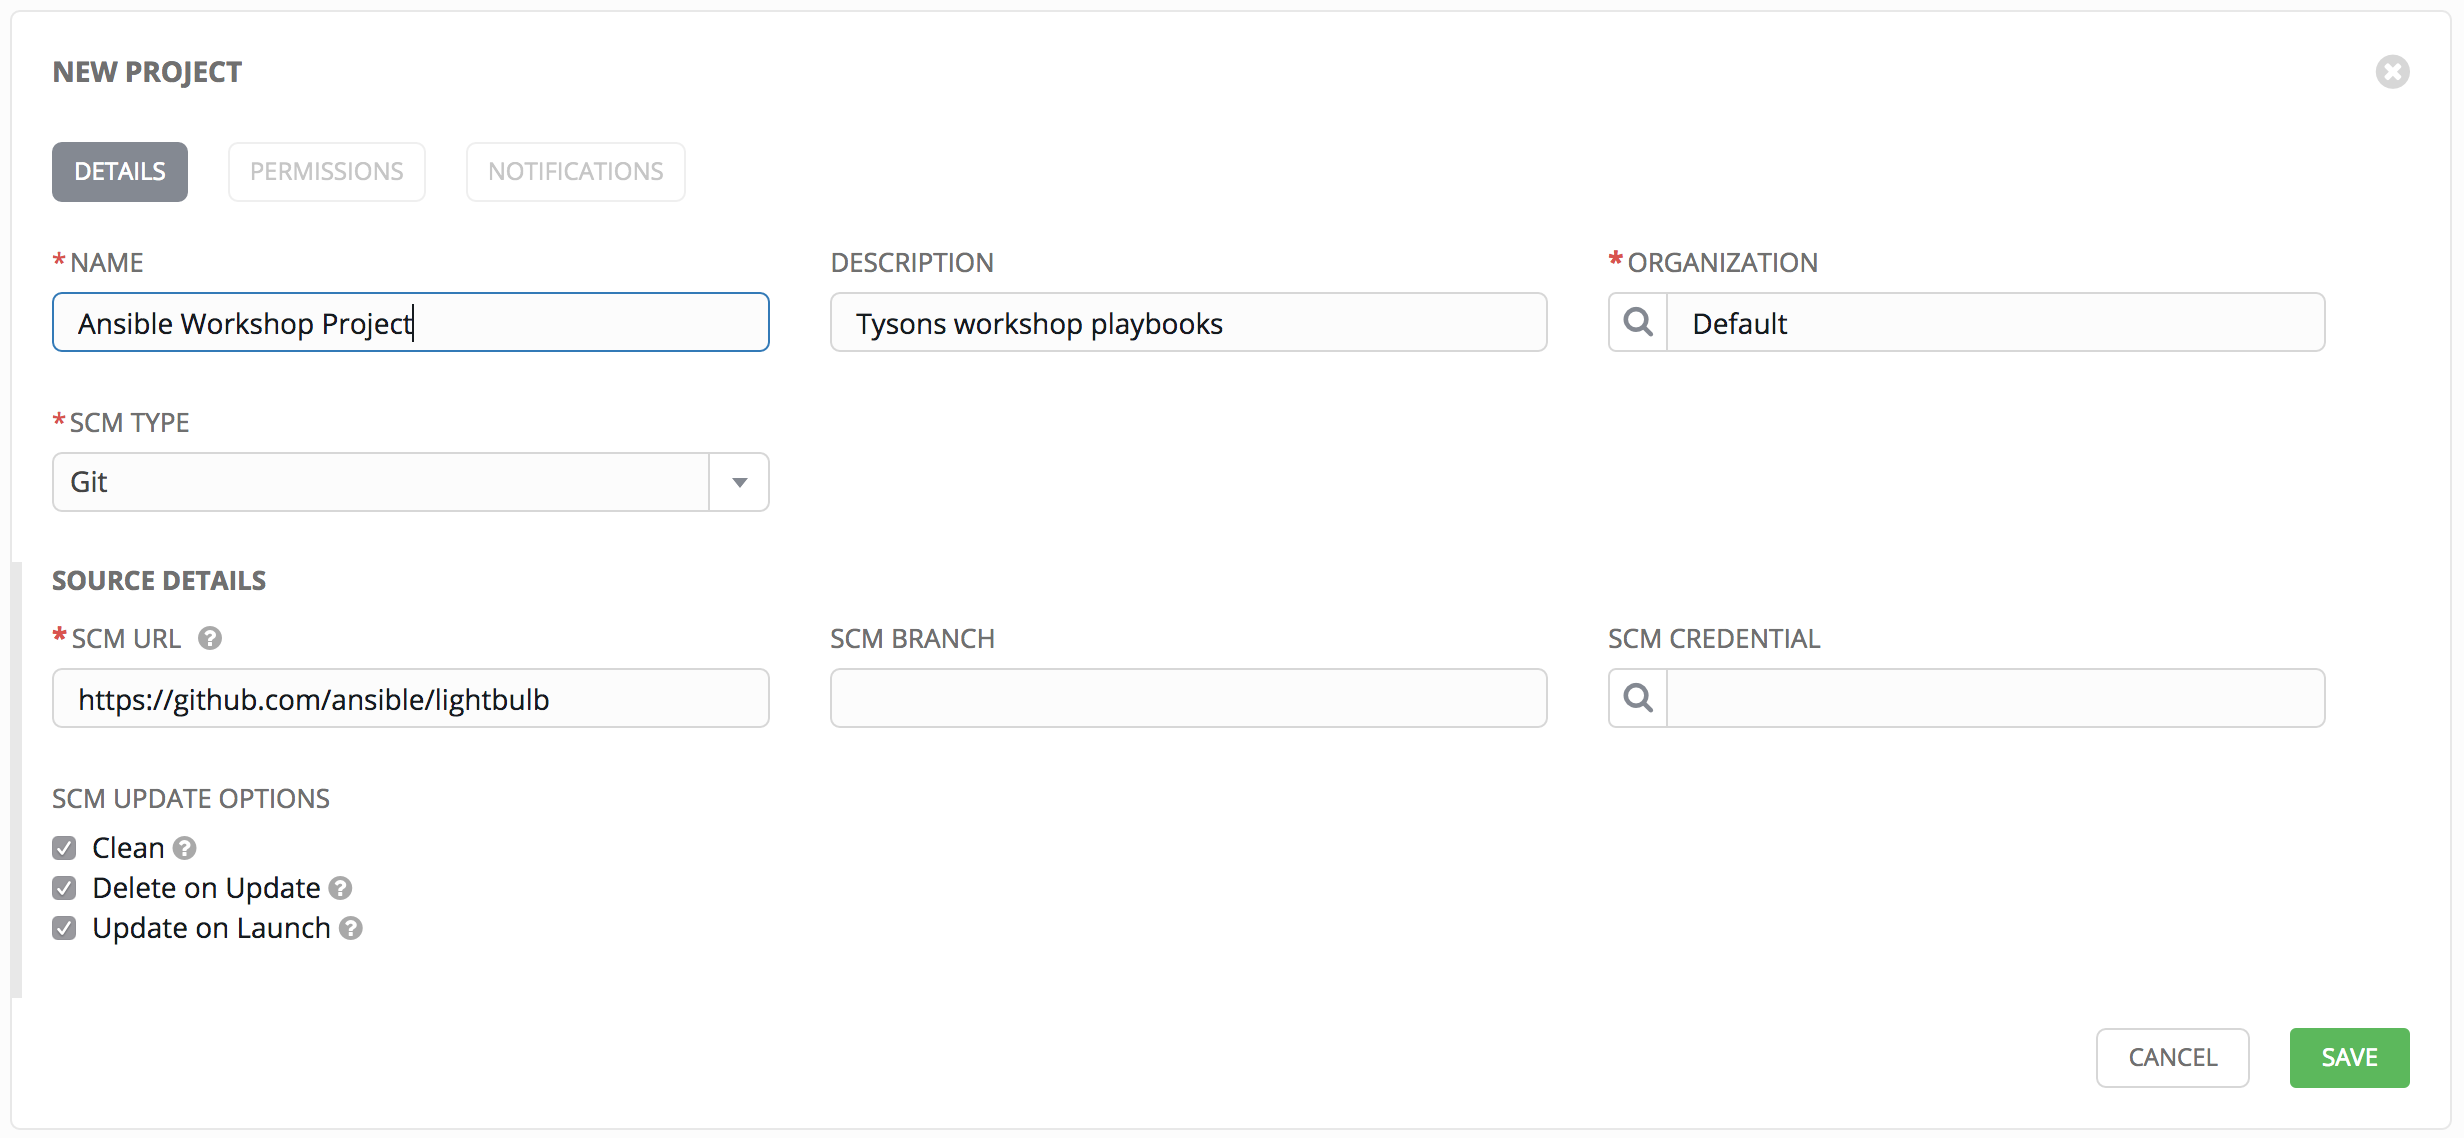 NEW PROJECT
DETAILS PERMISSIONS NOTIFICATIONS
* NAME DESCRIPTION * ORGANIZATION
Ansible Workshop Project Tysons workshop playbooks Default
* SCM TYPE
Git
SOURCE DETAILS
* SCM URL ? SCM BRANCH SCM CREDENTIAL
https://github.com/ansible/lightbulb
SCM UPDATE OPTIONS
Clean ?
Delete on Update ?
Update on Launch ?
CANCEL SAVE